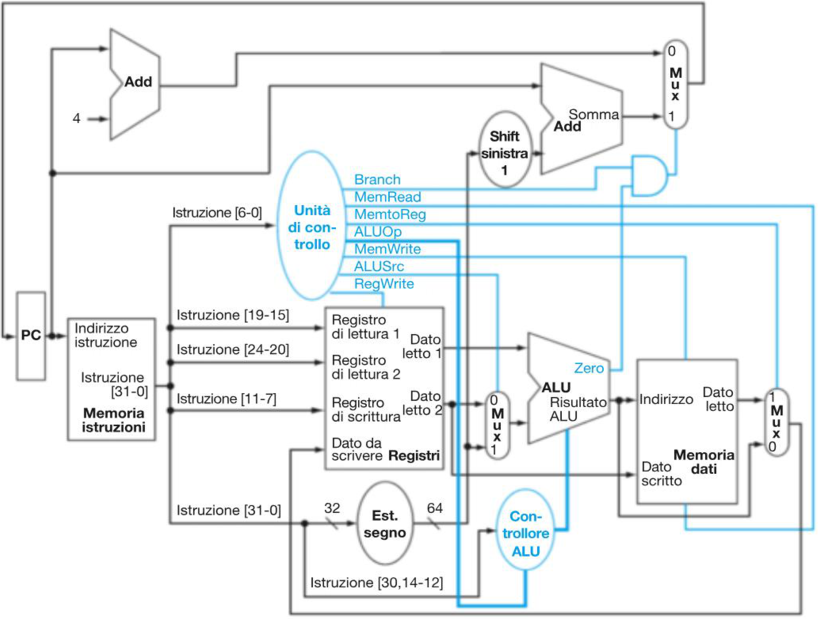 Add
4
0
Mux
1
Somma
Add
Shift
sinistra
1
Branch
MemRead
MemtoReg
ALUOp
MemWrite
ALUSrc
RegWrite
Unità
di con-
trollo
Istruzione [6-0]
PC
Indirizzo
istruzione
Istruzione
[31-0]
Memoria
istruzioni
Istruzione [19-15]
Istruzione [24-20]
Istruzione [11-7]
Istruzione [31-0]
Registro
di lettura 1
Registro
di lettura 2
Registro
di scrittura
Dato da
scrivere
Registri
Dato
letto 1
Dato
letto 2
0
Mux
1
Zero
ALU
Risultato
ALU
Indirizzo
Dato
letto
Memoria
dati
Dato
scritto
1
Mux
0
32
Est.
segno
64
Con-
trollore
ALU
Istruzione [30,14-12]